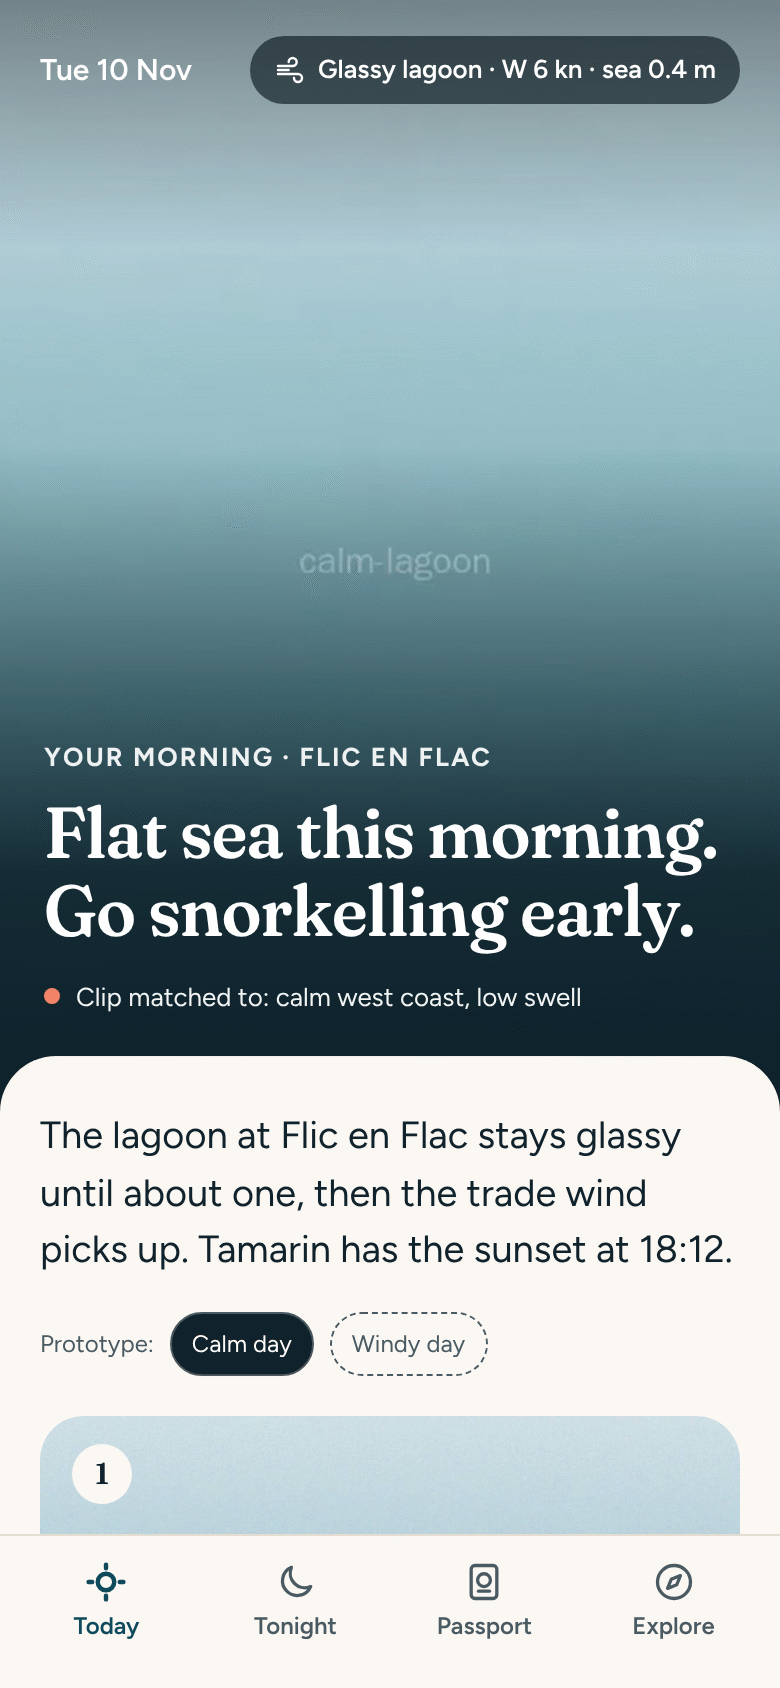 Tue 10 Nov
Glassy lagoon · W 6 kn · sea 0.4 m
calm-lagoon
YOUR MORNING · FLIC EN FLAC
Flat sea this morning.
Go snorkelling early.
Clip matched to: calm west coast, low swell
The lagoon at Flic en Flac stays glassy
until about one, then the trade wind
picks up. Tamarin has the sunset at 18:12.
Prototype:
Calm day
Windy day
1
Today
Tonight
Passport
Explore